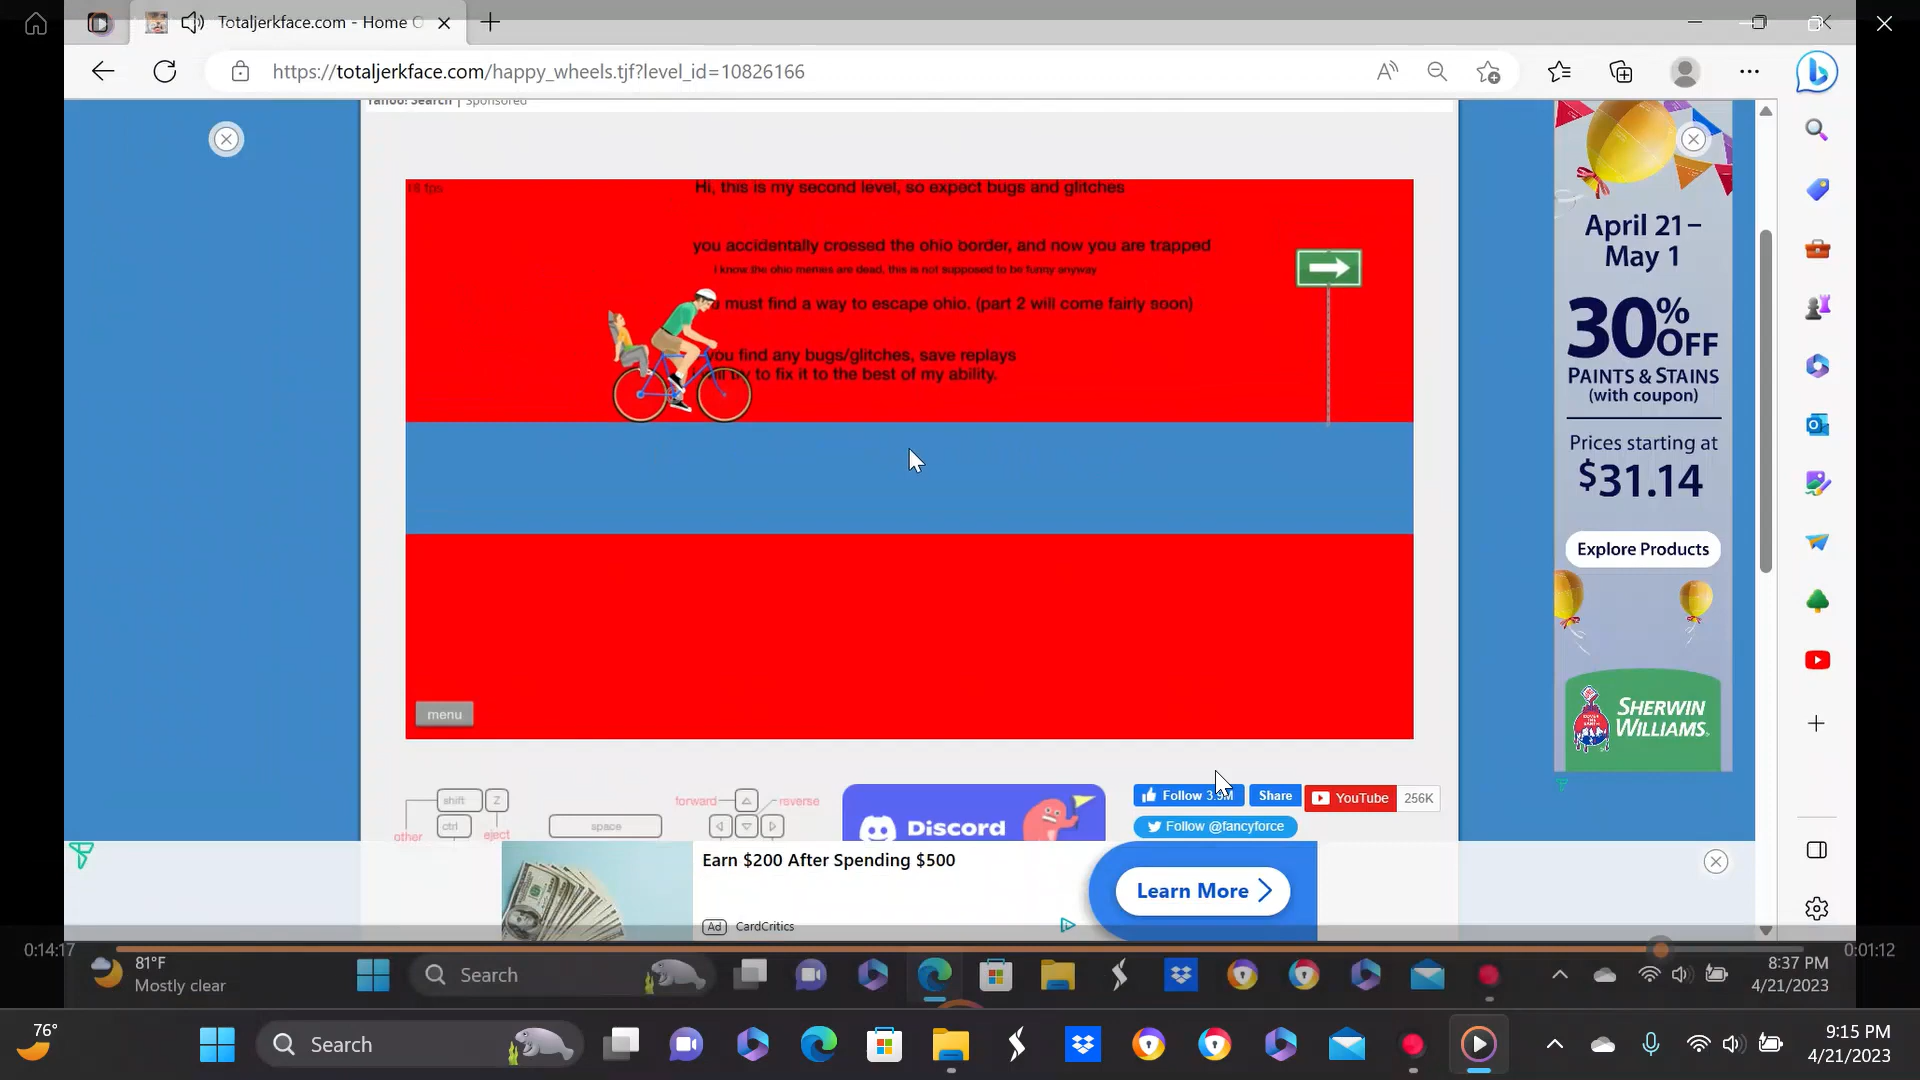 Totaljerkface.com - Home O
https://totaljerkface.com/happy_wheels.tjf?level_id=10826166
Yahoo! Search | Sponsored
18 fps
Hi, this is my second level, so expect bugs and glitches
you accidentally crossed the ohio border, and now you are trapped
I know the ohio memes are dead, this is not supposed to be funny anyway
must find a way to escape ohio. (part 2 will come fairly soon)
you find any bugs/glitches, save replays
to fix it to the best of my ability.
menu
April 21 –
May 1
30% OFF
PAINTS & STAINS
(with coupon)
Prices starting at
$31.14
Explore Products
SHERWIN
WILLIAMS.
shift Z
ctrl
other
eject
space
forward
reverse
Discord
Follow 3.9M
Share
YouTube
256K
Follow @fancyforce
Earn $200 After Spending $500
Ad CardCritics
Learn More
0:14:17
0:01:12
81°F
Mostly clear
Search
8:37 PM
4/21/2023
76°
Search
9:15 PM
4/21/2023